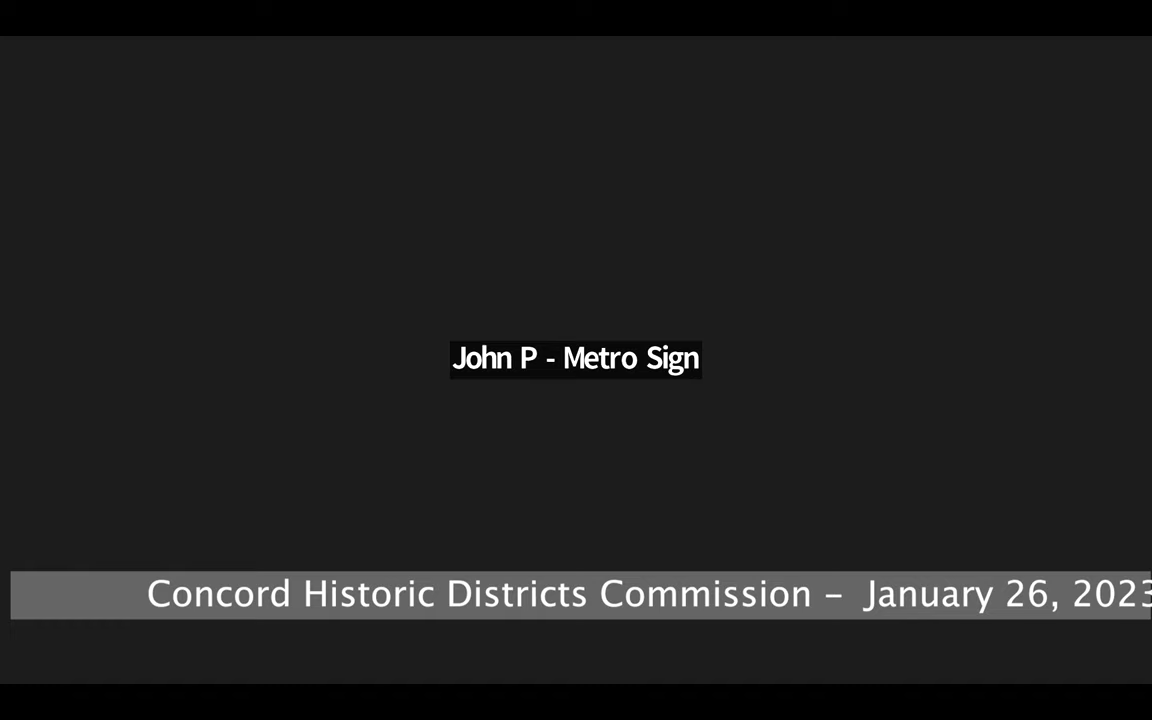 John P - Metro Sign
Concord Historic Districts Commission – January 26, 2023